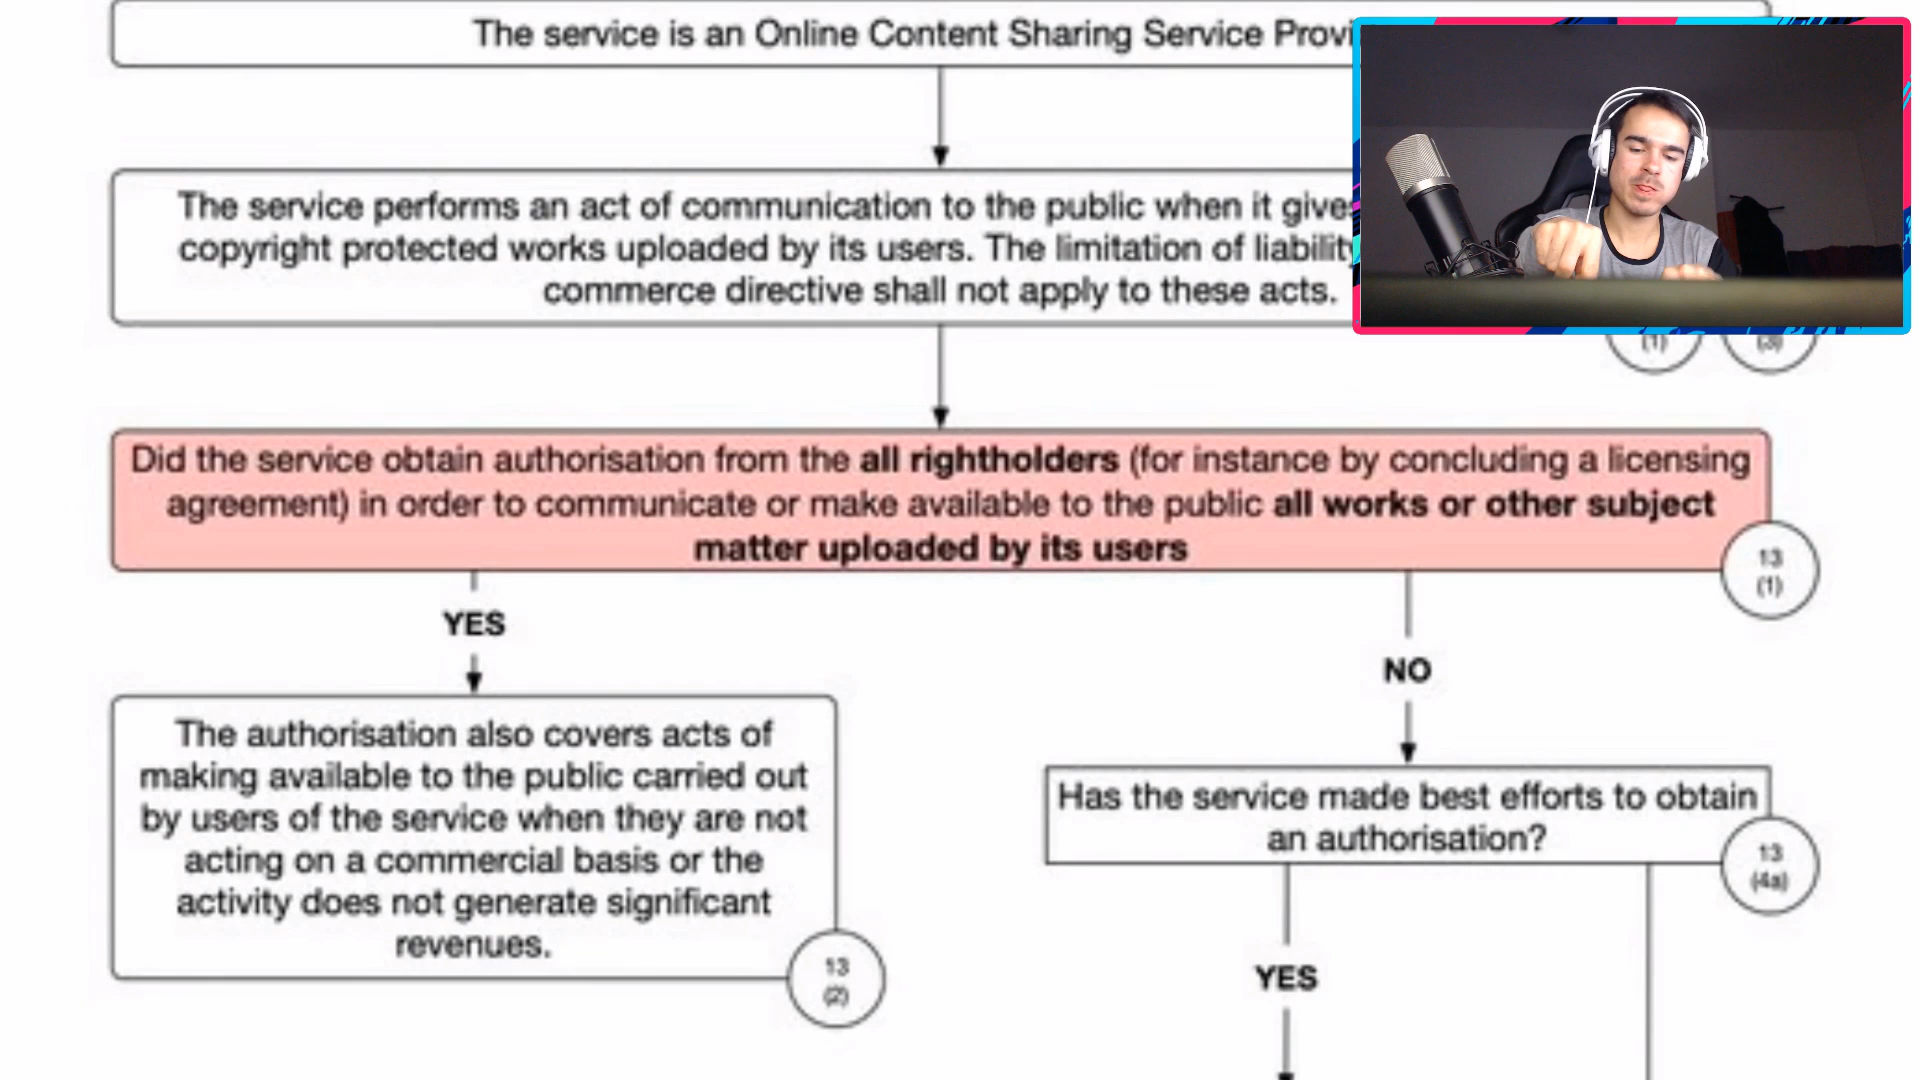 The service is an Online Content Sharing Service
The service performs an act of communication to the public when it
copyright protected works uploaded by its users. The limitation of liability
commerce directive shall not apply to these acts.
(1)
(3)
Did the service obtain authorisation from the all rightholders (for instance by concluding a licensing
agreement) in order to communicate or make available to the public all works or other subject
matter uploaded by its users
13
(1)
YES
NO
The authorisation also covers acts of
making available to the public carried out
by users of the service when they are not
acting on a commercial basis or the
activity does not generate significant
revenues.
13
(2)
Has the service made best efforts to obtain
an authorisation?
13
(4a)
YES